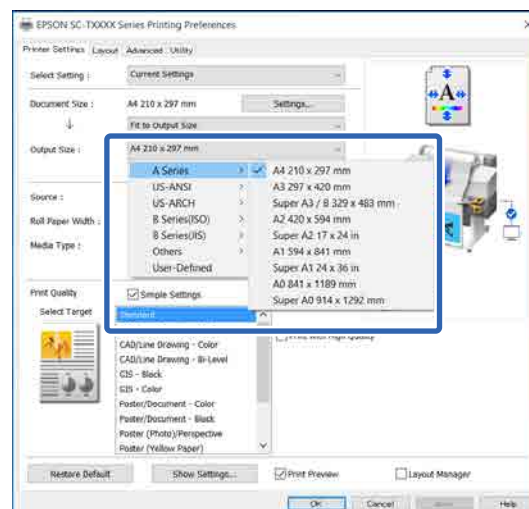 EPSON SC-TXXXX Series Printing Preferences
Printer Settings Layout Advanced Utility
Select Setting : Current Settings
Document Size : A4 210 x 297 mm Settings...
Fit to Output Size
Output Size : A4 210 x 297 mm
A Series
US-ANSI
US-ARCH
B Series(ISO)
B Series(JIS)
Others
User-Defined
A4 210 x 297 mm
A3 297 x 420 mm
Super A3 / B 329 x 483 mm
A2 420 x 594 mm
Super A2 17 x 24 in
A1 594 x 841 mm
Super A1 24 x 36 in
A0 841 x 1189 mm
Super A0 914 x 1292 mm
Source :
Roll Paper Width :
Media Type :
Print Quality Simple Settings
Select Target Standard
CAD/Line Drawing - Color
CAD/Line Drawing - Bi-Level
GIS - Black
GIS - Color
Poster/Document - Color
Poster/Document - Black
Poster (Photo)/Perspective
Poster (Yellow Paper)
Print with High Quality
Restore Default Show Settings... Print Preview Layout Manager
OK Cancel Help
A